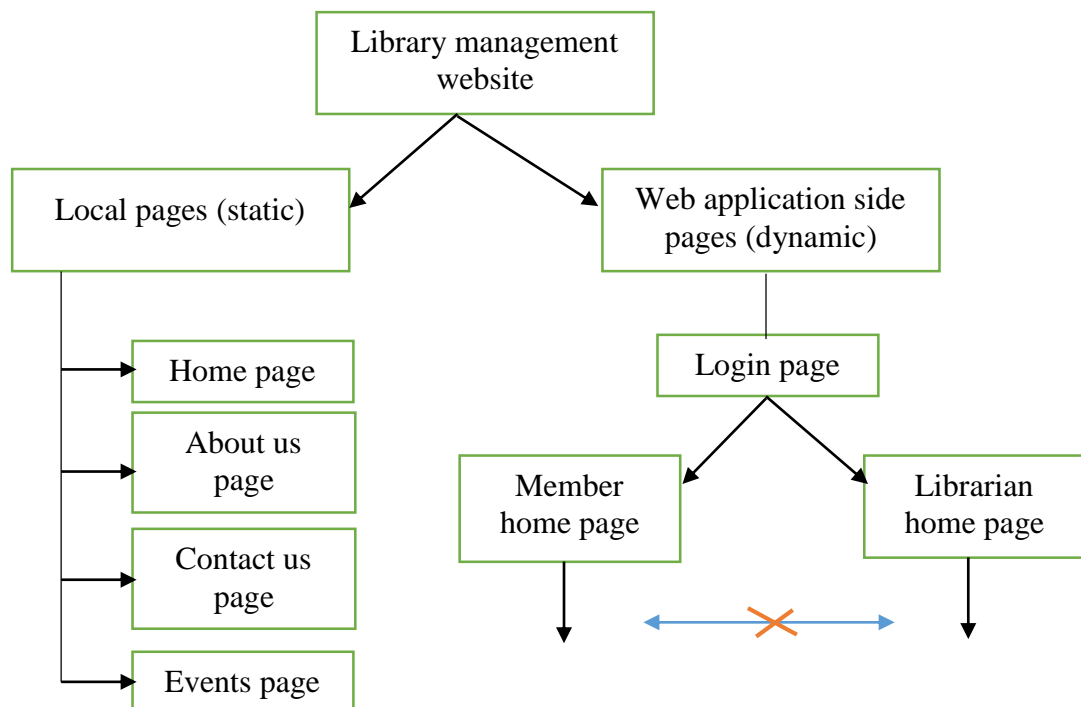 Library management
website
Local pages (static)
Web application side
pages (dynamic)
Home page
About us
page
Contact us
page
Events page
Login page
Member
home page
Librarian
home page